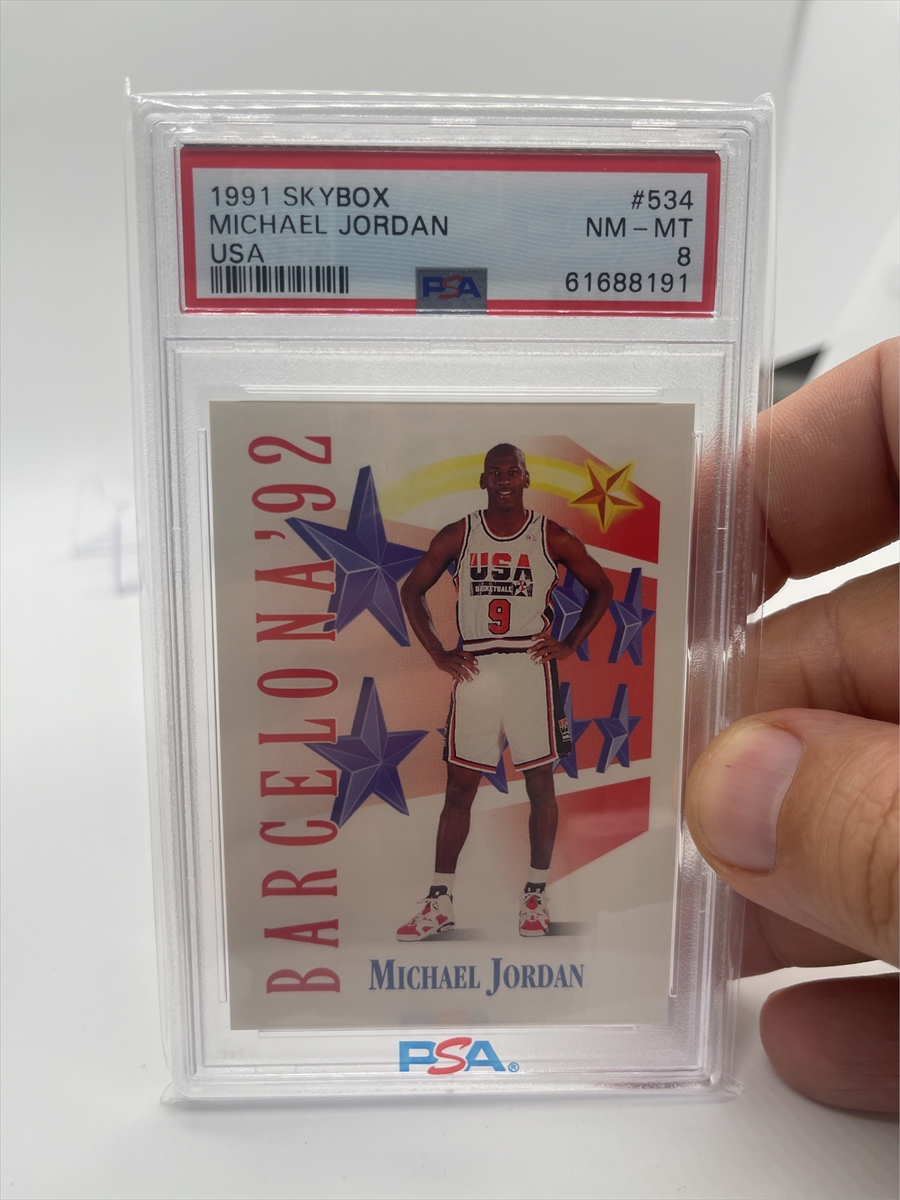 1991 SKYBOX
MICHAEL JORDAN
USA
#534
NM – MT
8
61688191
PSA
BARCELONA '92
USA
BASKETBALL
9
MICHAEL JORDAN
PSA®